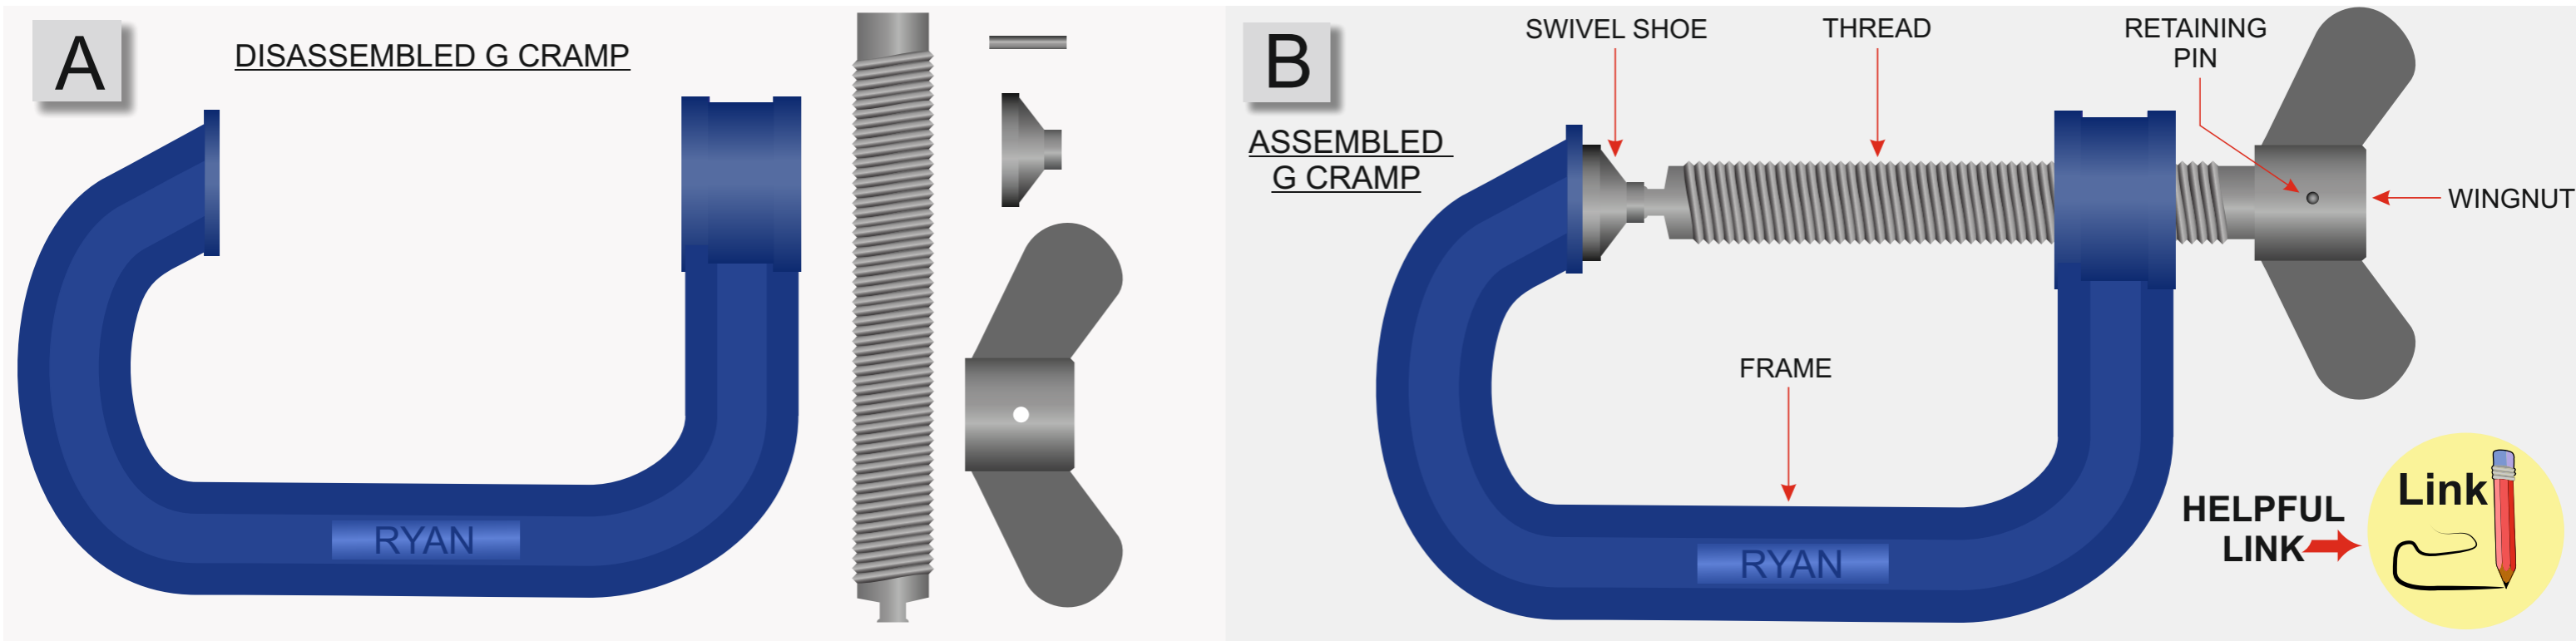 A
DISASSEMBLED G CRAMP
RYAN
B
ASSEMBLED
G CRAMP
SWIVEL SHOE
THREAD
RETAINING
PIN
WINGNUT
FRAME
RYAN
HELPFUL
LINK
Link